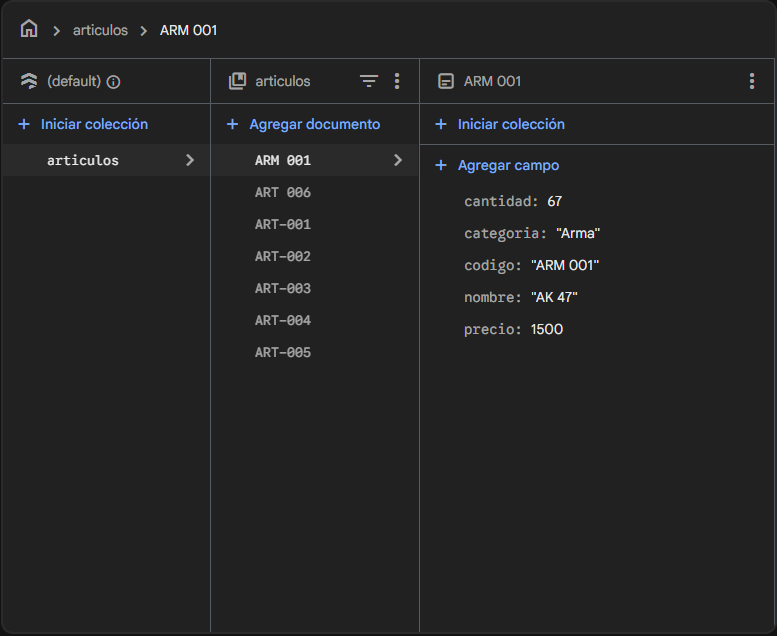 articulos ARM 001
(default)
Iniciar colección
articulos
articulos
Agregar documento
ARM 001
ART 006
ART-001
ART-002
ART-003
ART-004
ART-005
ARM 001
Iniciar colección
Agregar campo
cantidad: 67
categoria: "Arma"
codigo: "ARM 001"
nombre: "AK 47"
precio: 1500